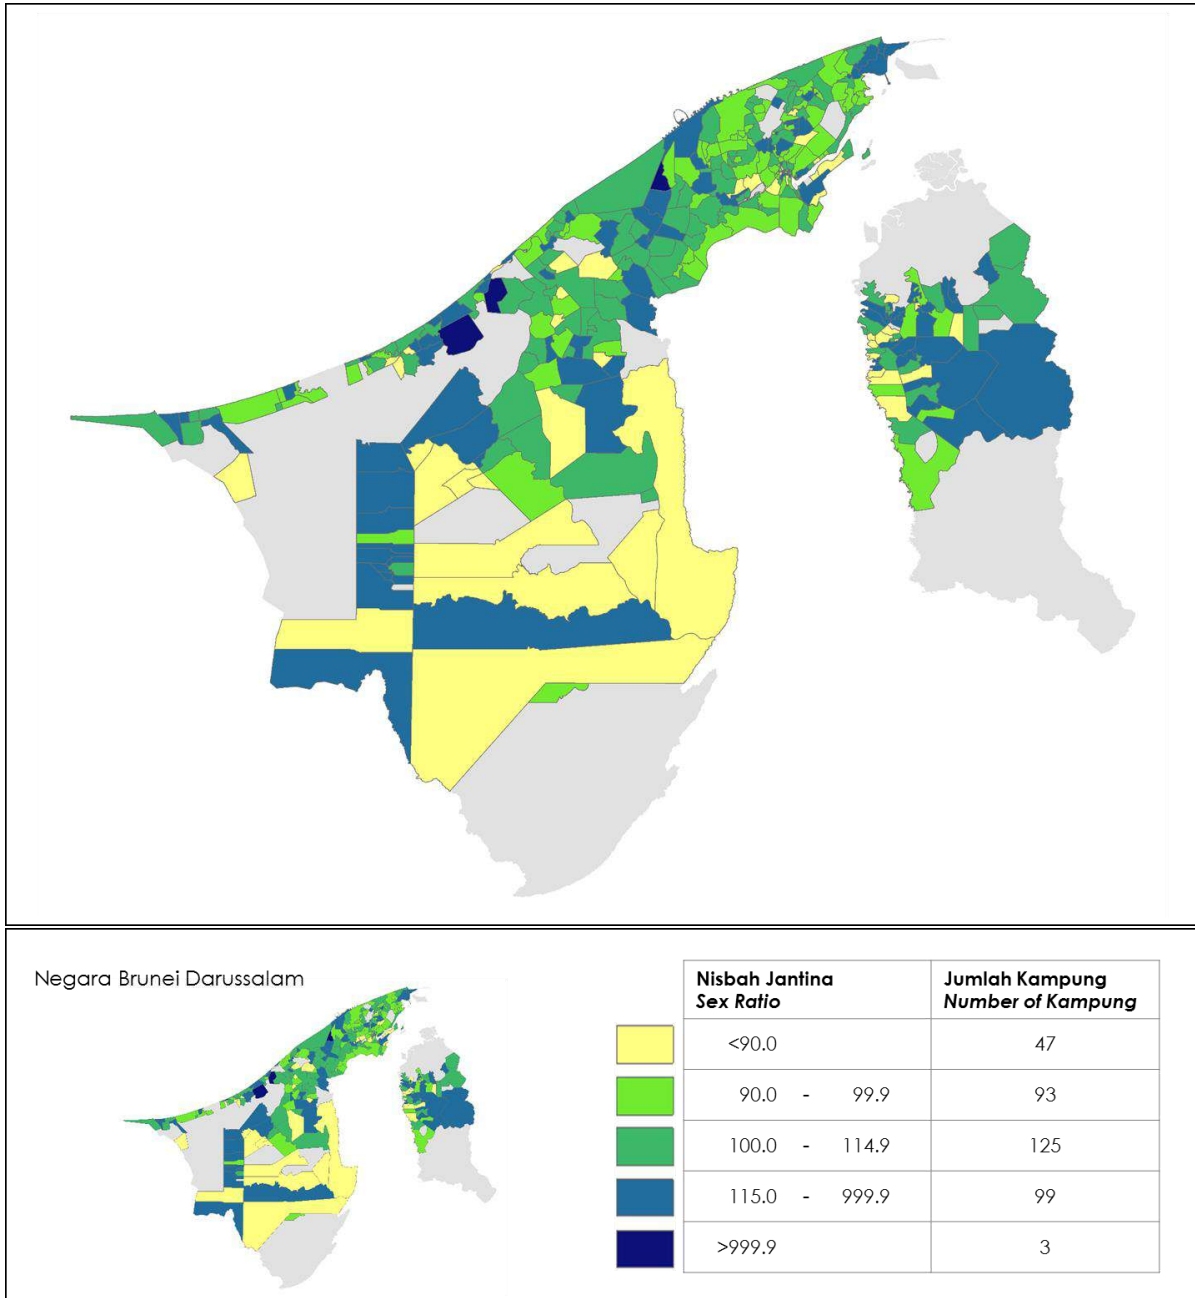 Negara Brunei Darussalam
Nisbah Jantina
Sex Ratio
Jumlah Kampung
Number of Kampung
<90.0 47
90.0 - 99.9 93
100.0 - 114.9 125
115.0 - 999.9 99
>999.9 3